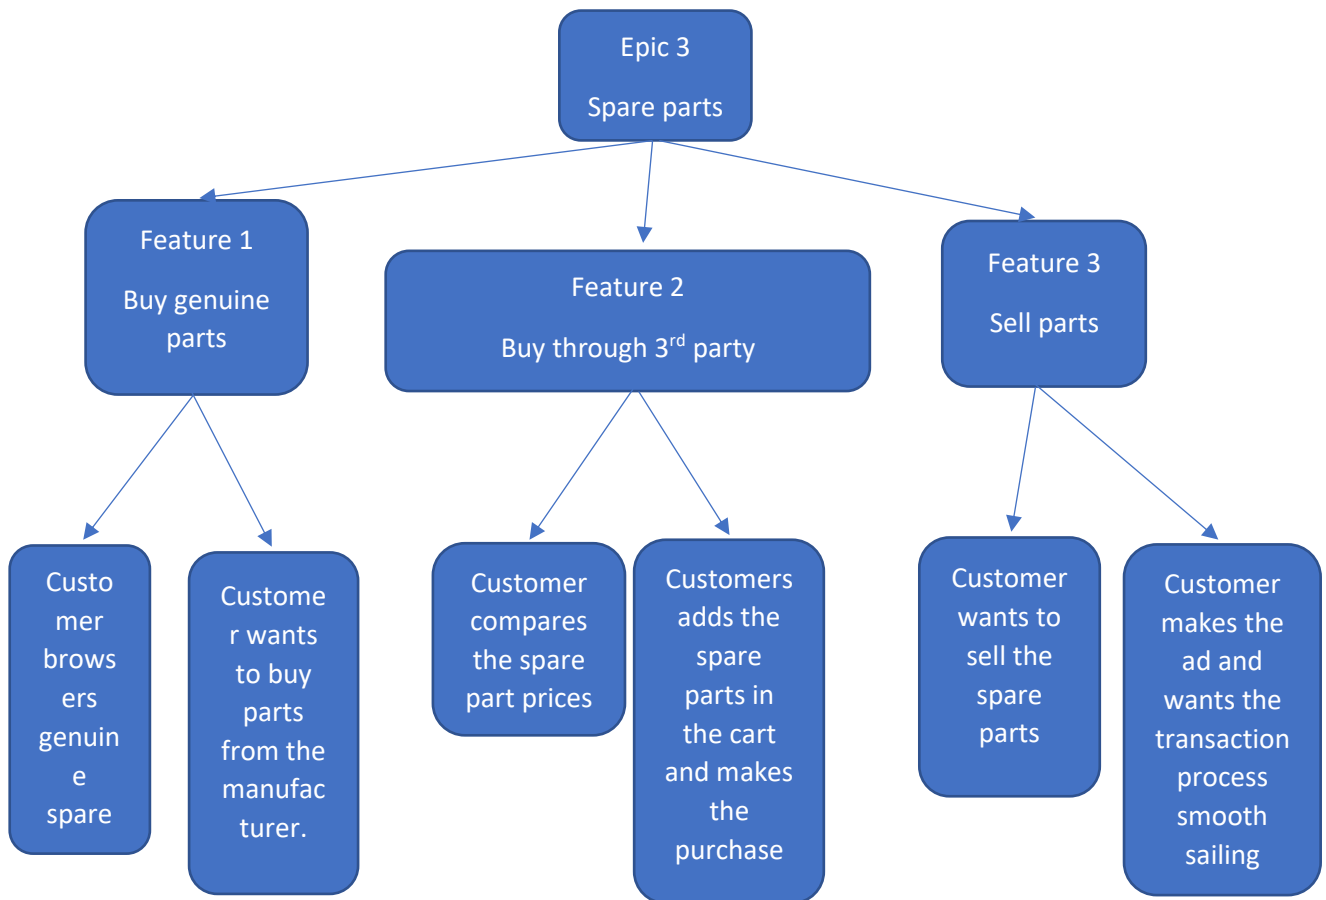 Epic 3
Spare parts
Feature 1
Buy genuine
parts
Feature 2
Buy through 3rd party
Feature 3
Sell parts
Custo
mer
brows
ers
genuin
e
spare
Custome
r wants
to buy
parts
from the
manufac
turer.
Customer
compares
the spare
part prices
Customers
adds the
spare
parts in
the cart
and makes
the
purchase
Customer
wants to
sell the
spare
parts
Customer
makes the
ad and
wants the
transaction
process
smooth
sailing